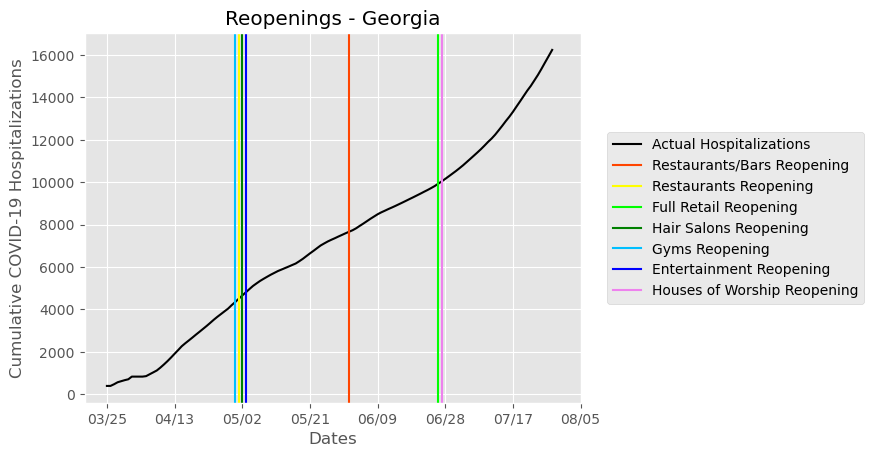 Reopenings - Georgia
Cumulative COVID-19 Hospitalizations
16000
14000
12000
10000
8000
6000
4000
2000
0
03/25 04/13 05/02 05/21 06/09 06/28 07/17 08/05
Dates
Actual Hospitalizations
Restaurants/Bars Reopening
Restaurants Reopening
Full Retail Reopening
Hair Salons Reopening
Gyms Reopening
Entertainment Reopening
Houses of Worship Reopening